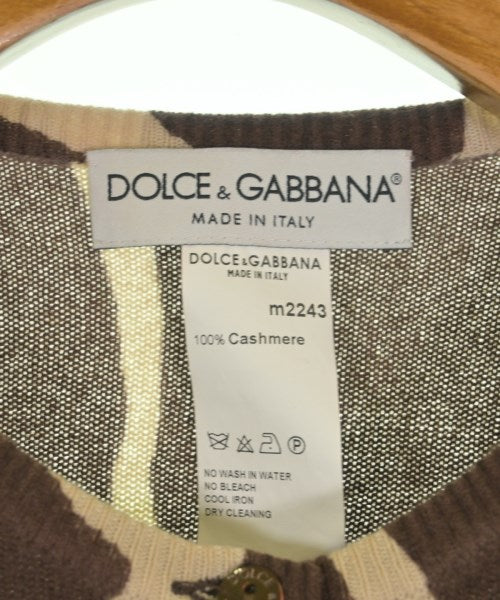 DOLCE & GABBANA®
MADE IN ITALY
DOLCE&GABBANA
MADE IN ITALY
m2243
100% Cashmere
NO WASH IN WATER
NO BLEACH
COOL IRON
DRY CLEANING